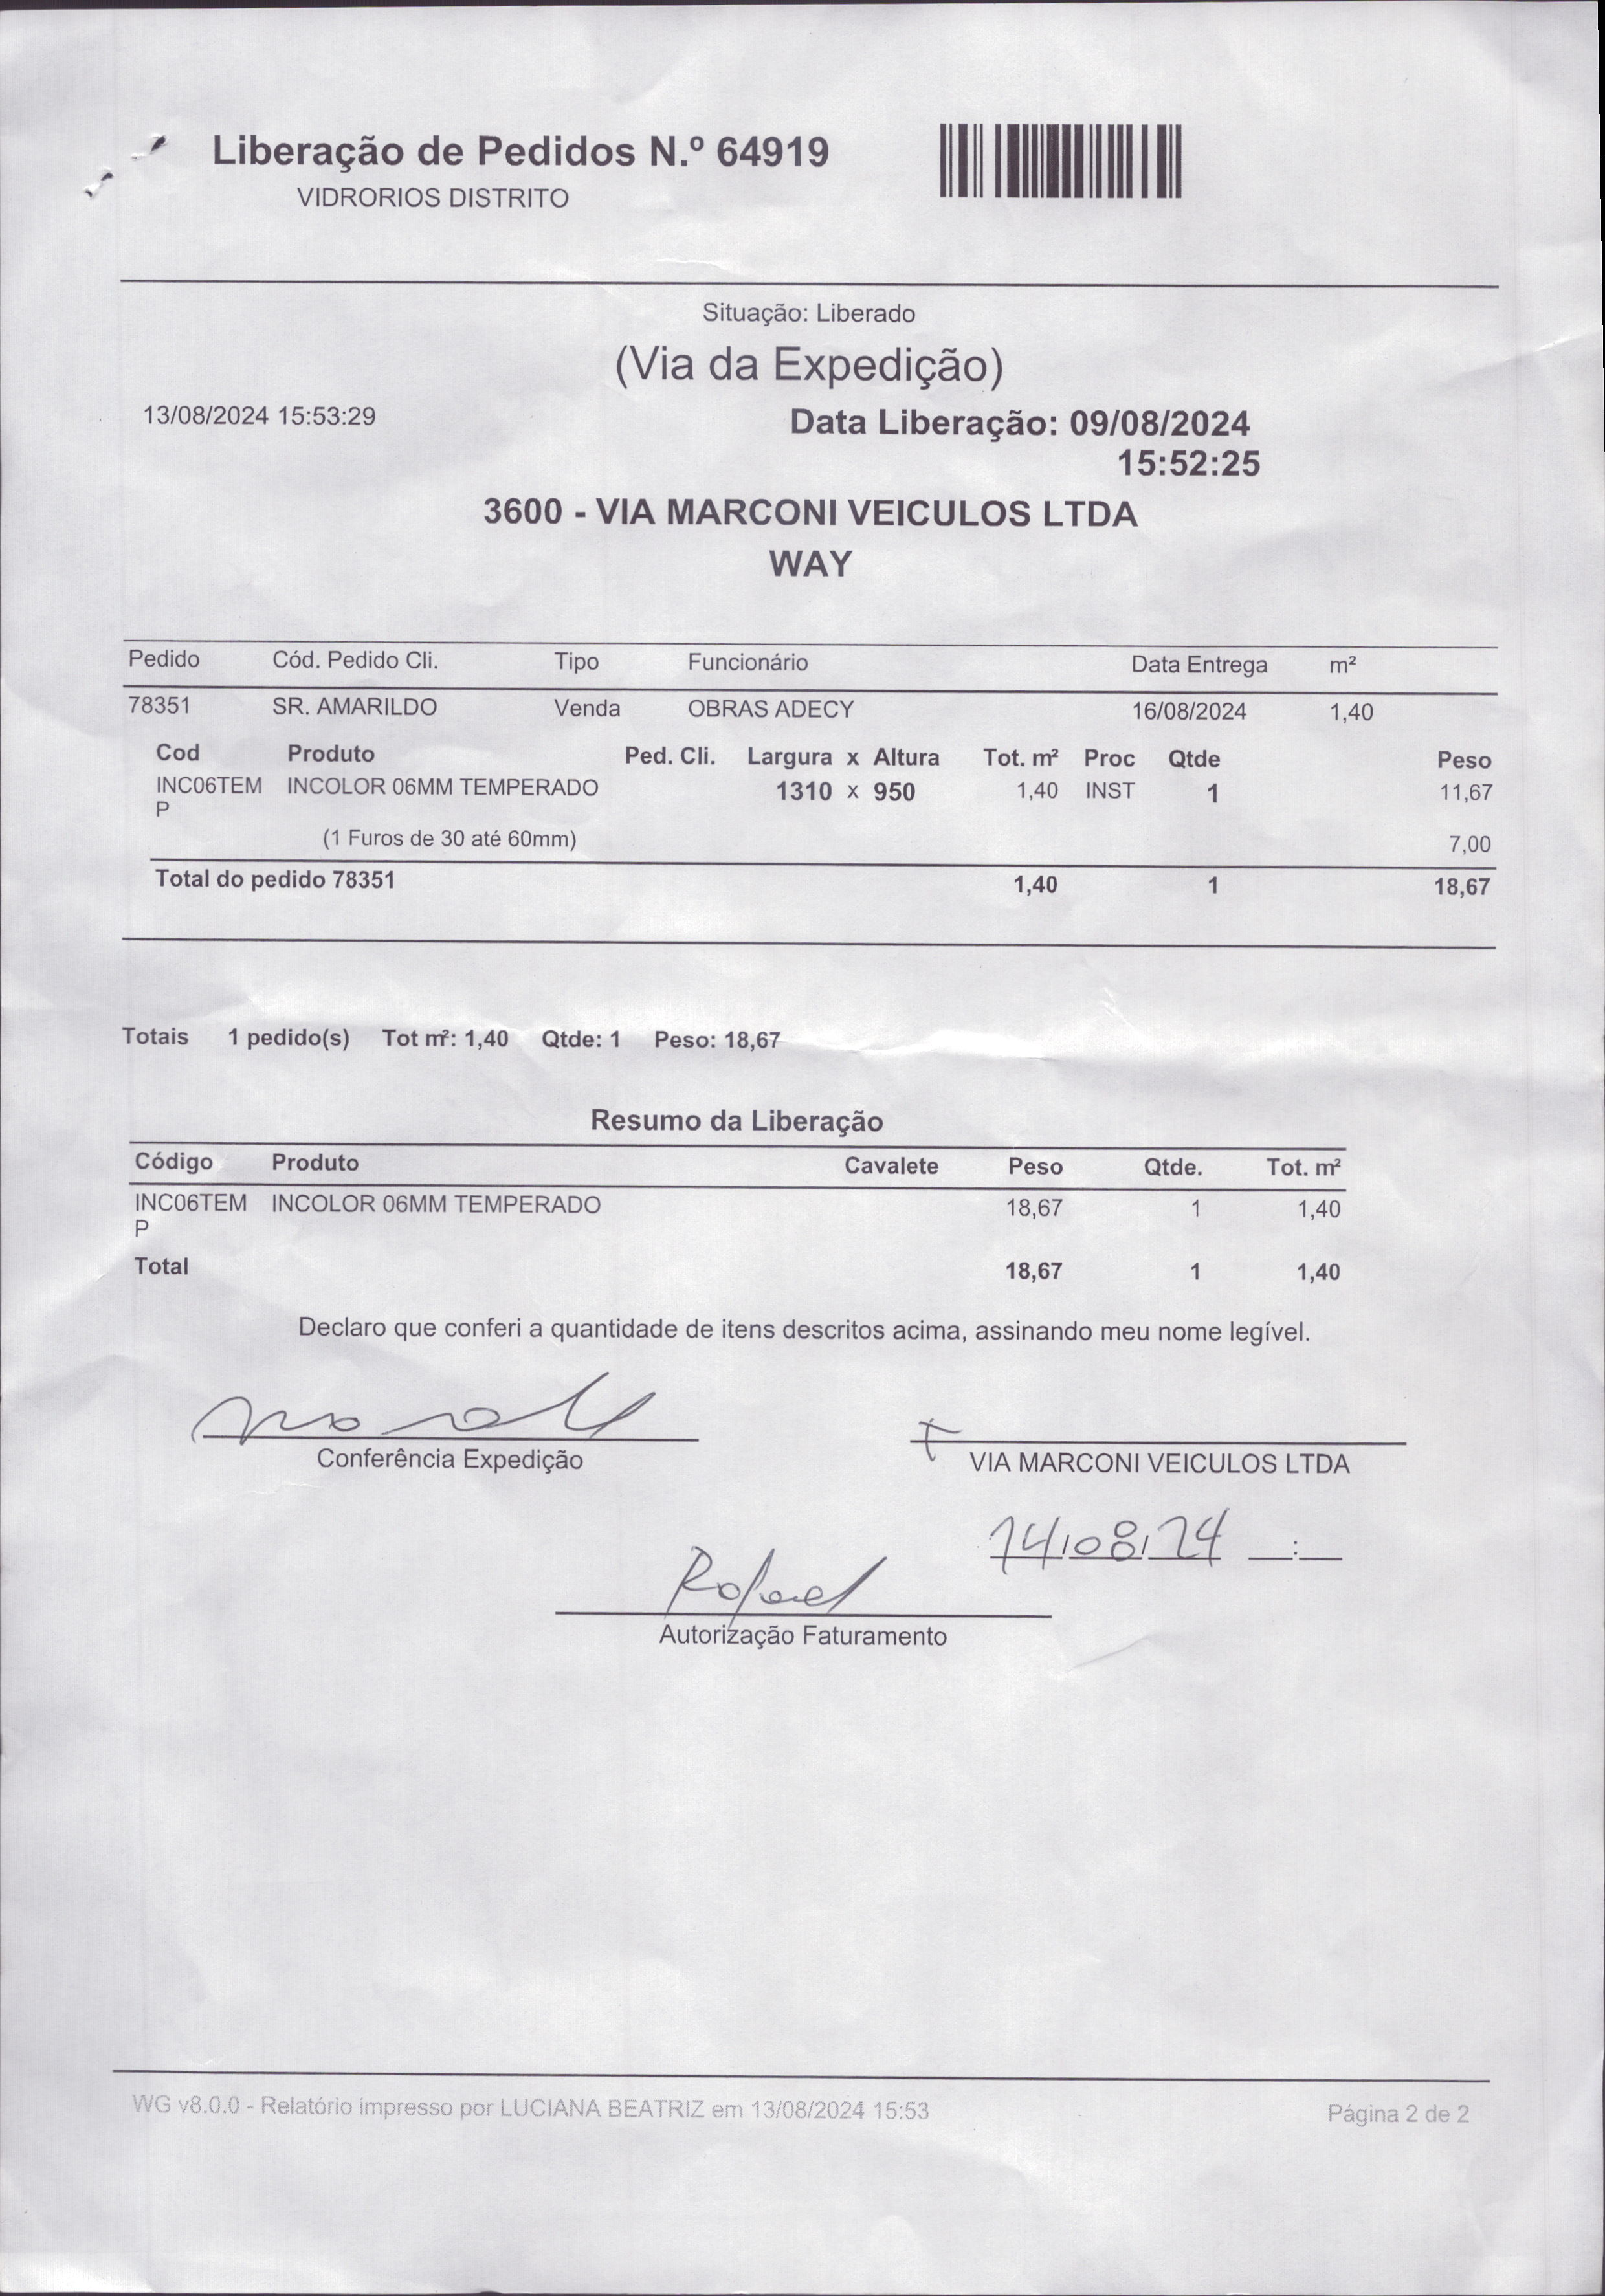 Liberação de Pedidos N.º 64919
VIDRORIOS DISTRITO
Situação: Liberado
(Via da Expedição)
13/08/2024 15:53:29
Data Liberação: 09/08/2024
15:52:25
3600 - VIA MARCONI VEICULOS LTDA
WAY
Pedido Cód. Pedido Cli. Tipo Funcionário Data Entrega m²
78351 SR. AMARILDO Venda OBRAS ADECY 16/08/2024 1,40
Cod Produto Ped. Cli. Largura x Altura Tot. m² Proc Qtde Peso
INC06TEM INCOLOR 06MM TEMPERADO 1310 x 950 1,40 INST 1 11,67
P
(1 Furos de 30 até 60mm) 7,00
Total do pedido 78351 1,40 1 18,67
Totais 1 pedido(s) Tot m²: 1,40 Qtde: 1 Peso: 18,67
Resumo da Liberação
Código Produto Cavalete Peso Qtde. Tot. m²
INC06TEM INCOLOR 06MM TEMPERADO 18,67 1 1,40
P
Total 18,67 1 1,40
Declaro que conferi a quantidade de itens descritos acima, assinando meu nome legível.
Conferência Expedição
VIA MARCONI VEICULOS LTDA
14/08/24 __:__
Rafael
Autorização Faturamento
WG v8.0.0 - Relatório impresso por LUCIANA BEATRIZ em 13/08/2024 15:53
Página 2 de 2